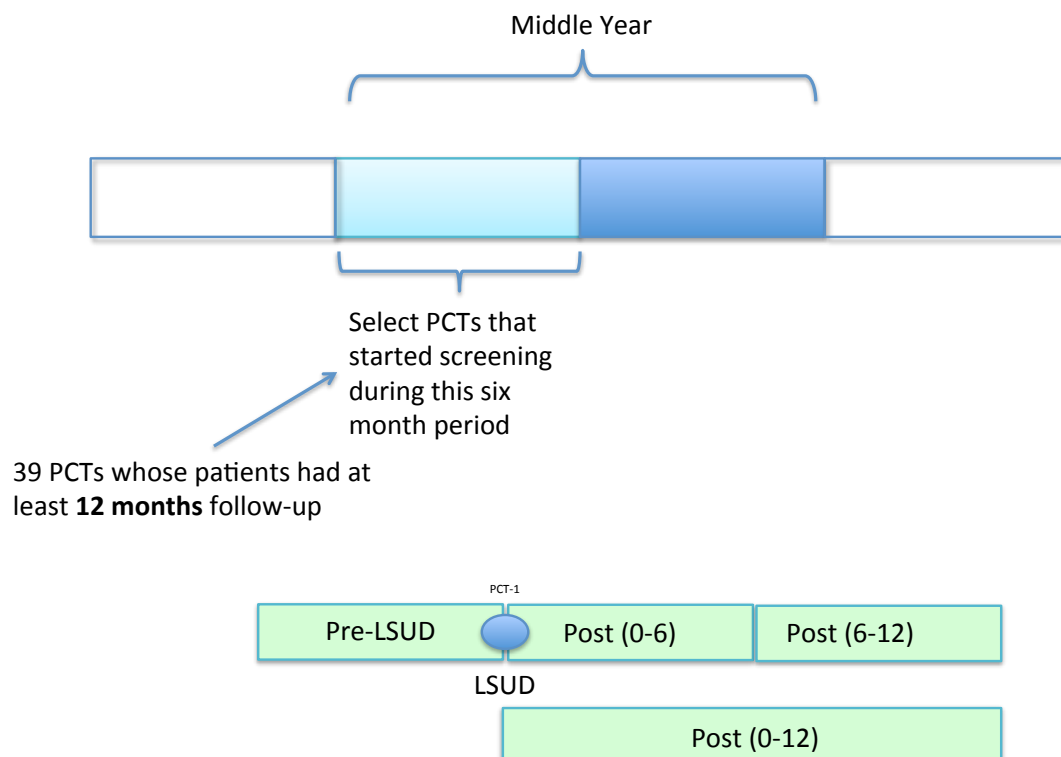 Middle Year
Select PCTs that
started screening
during this six
month period
39 PCTs whose patients had at
least 12 months follow-up
PCT-1
Pre-LSUD
Post (0-6)
Post (6-12)
LSUD
Post (0-12)